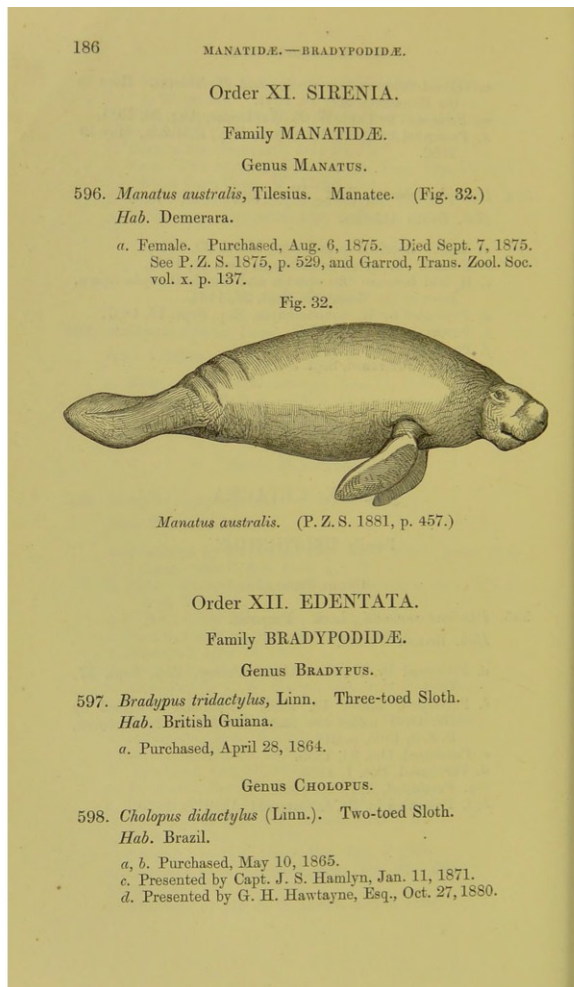 186
MANATIDÆ.—BRADYPODIDÆ.
Order XI. SIRENIA.
Family MANATIDÆ.
Genus MANATUS.
596. Manatus australis, Tilesius. Manatee. (Fig. 32.)
Hab. Demerara.
a. Female. Purchased, Aug. 6, 1875. Died Sept. 7, 1875.
See P. Z. S. 1875, p. 529, and Garrod, Trans. Zool. Soc.
vol. x. p. 137.
Fig. 32.
Manatus australis. (P. Z. S. 1881, p. 457.)
Order XII. EDENTATA.
Family BRADYPODIDÆ.
Genus BRADYPUS.
597. Bradypus tridactylus, Linn. Three-toed Sloth.
Hab. British Guiana.
a. Purchased, April 28, 1864.
Genus CHOLOPUS.
598. Cholopus didactylus (Linn.). Two-toed Sloth.
Hab. Brazil.
a, b. Purchased, May 10, 1865.
c. Presented by Capt. J. S. Hamlyn, Jan. 11, 1871.
d. Presented by G. H. Hawtayne, Esq., Oct. 27, 1880.